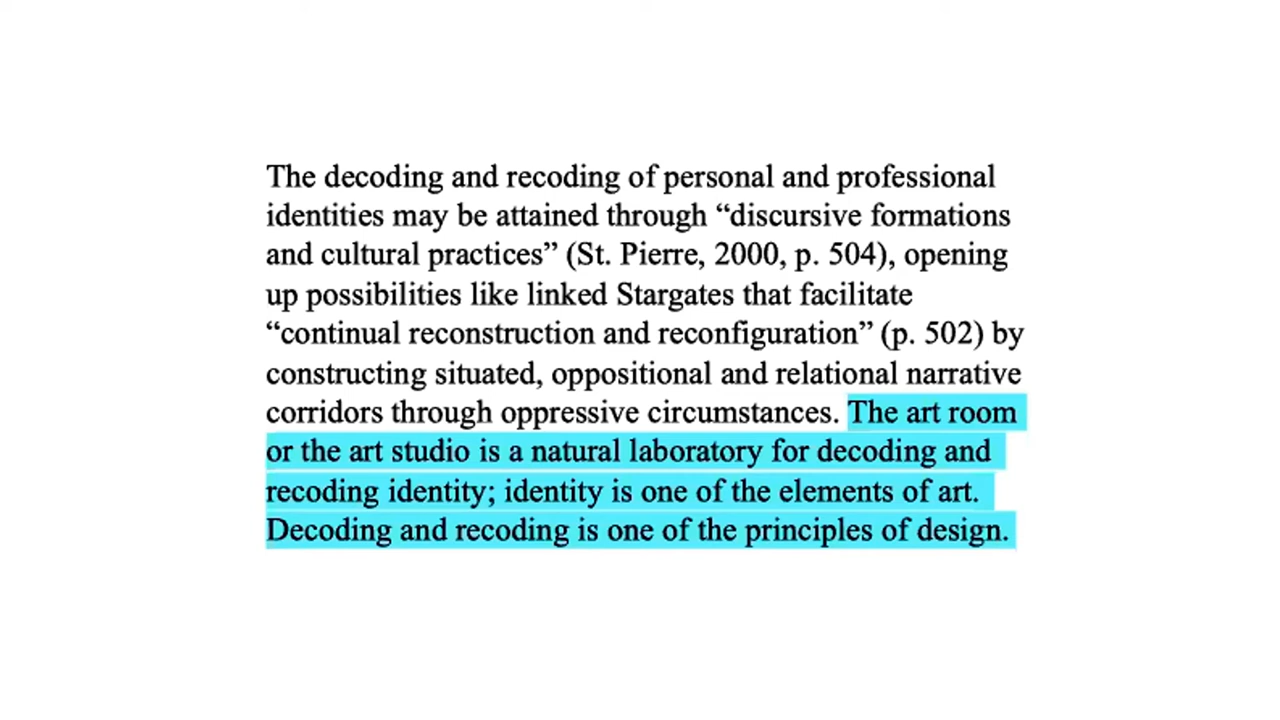 The decoding and recoding of personal and professional
identities may be attained through “discursive formations
and cultural practices” (St. Pierre, 2000, p. 504), opening
up possibilities like linked Stargates that facilitate
“continual reconstruction and reconfiguration” (p. 502) by
constructing situated, oppositional and relational narrative
corridors through oppressive circumstances. The art room
or the art studio is a natural laboratory for decoding and
recoding identity; identity is one of the elements of art.
Decoding and recoding is one of the principles of design.